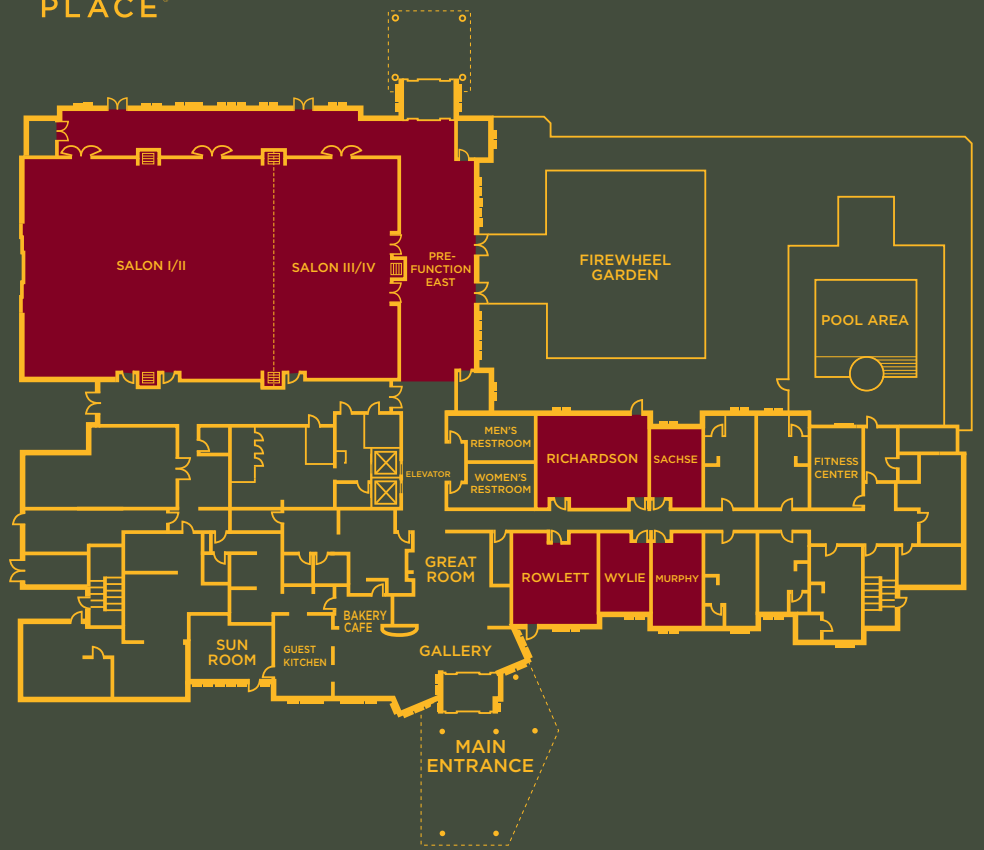 PLACE
SALON I/II
SALON III/IV
PRE-
FUNCTION
EAST
FIREWHEEL
GARDEN
POOL AREA
MEN'S
RESTROOM
WOMEN'S
RESTROOM
ELEVATOR
RICHARDSON
SACHSE
FITNESS
CENTER
GREAT
ROOM
ROWLETT
WYLIE
MURPHY
BAKERY
CAFE
SUN
ROOM
GUEST
KITCHEN
GALLERY
MAIN
ENTRANCE